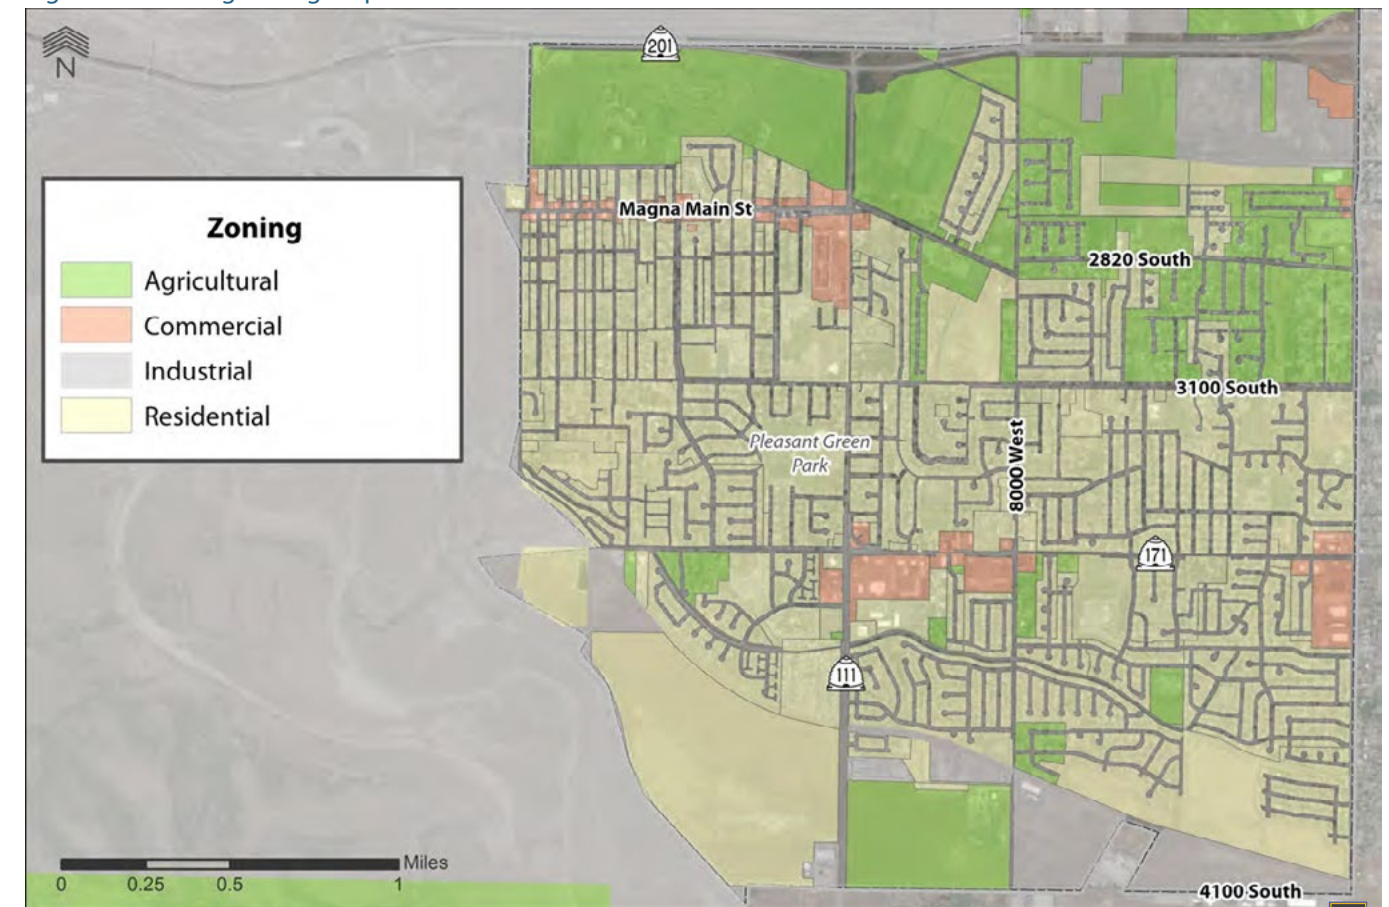 N
201
Zoning
Agricultural
Commercial
Industrial
Residential
Magna Main St
2820 South
3100 South
Pleasant Green
Park
8000 West
171
111
Miles
0 0.25 0.5 1
4100 South